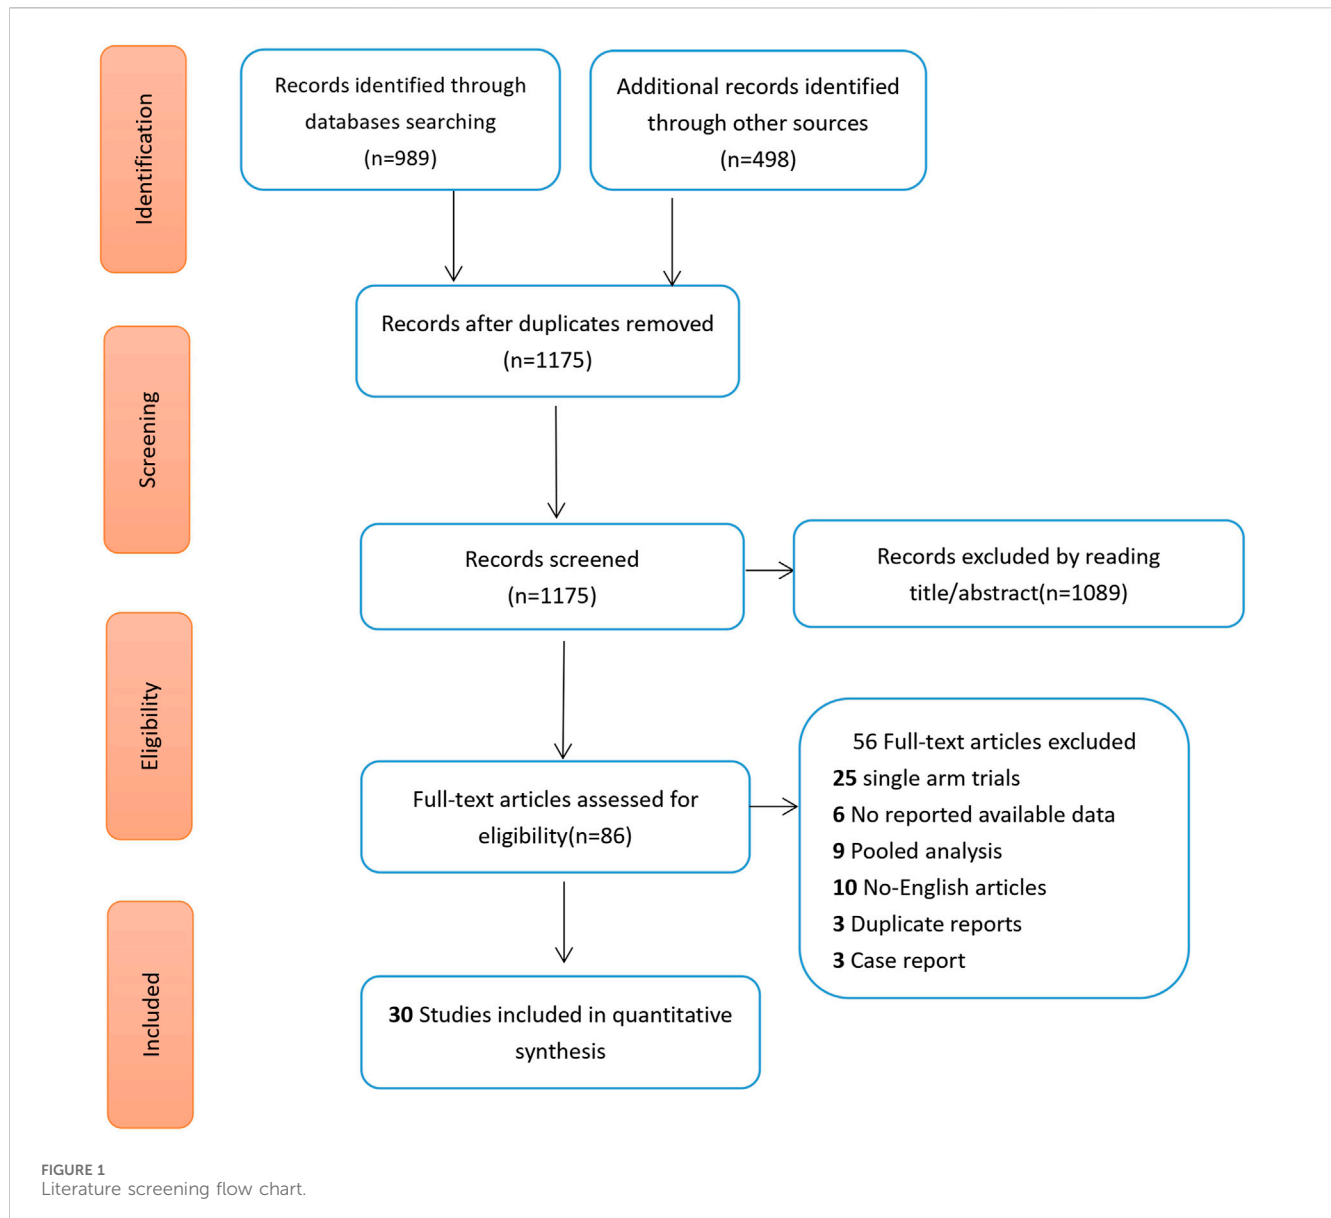 Identification
Records identified through
databases searching
(n=989)
Additional records identified
through other sources
(n=498)
Screening
Records after duplicates removed
(n=1175)
Records screened
(n=1175)
Records excluded by reading
title/abstract(n=1089)
Eligibility
Full-text articles assessed for
eligibility(n=86)
56 Full-text articles excluded
25 single arm trials
6 No reported available data
9 Pooled analysis
10 No-English articles
3 Duplicate reports
3 Case report
Included
30 Studies included in quantitative
synthesis
FIGURE 1
Literature screening flow chart.